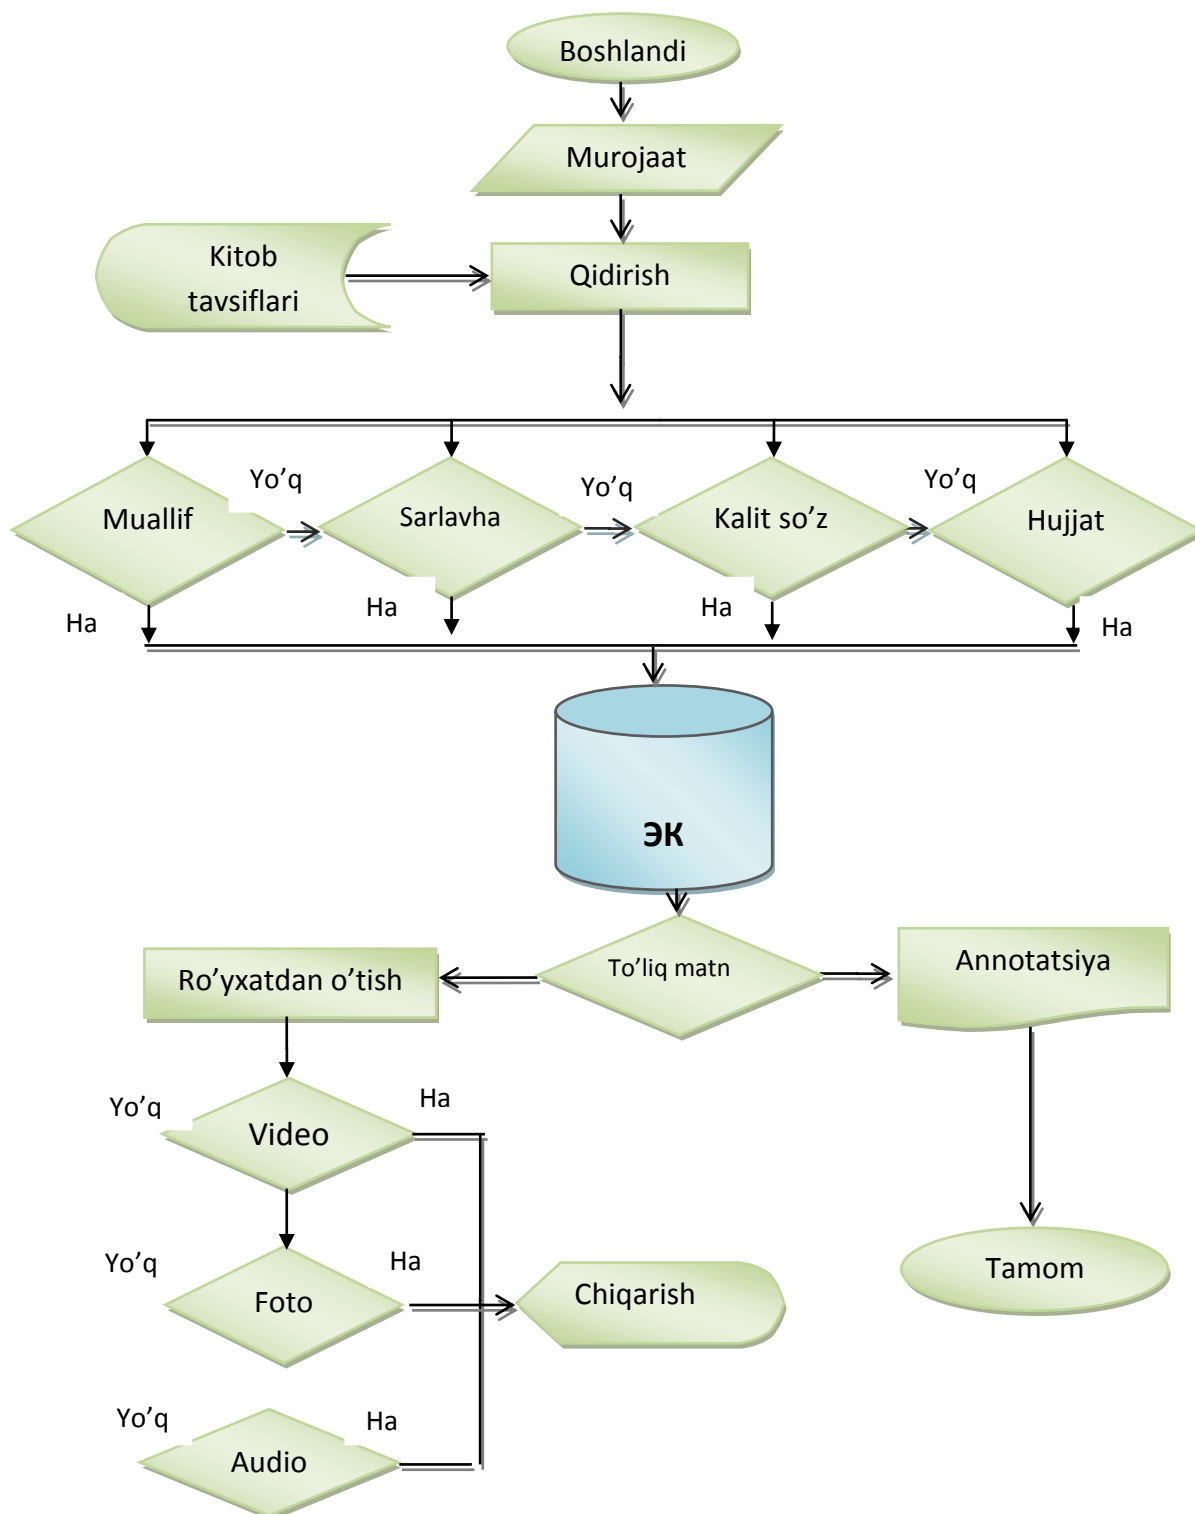 Boshlandi
Murojaat
Kitob
tavsiflari
Qidirish
Yo’q
Yo’q
Yo’q
Muallif
Sarlavha
Kalit so’z
Hujjat
Ha
Ha
Ha
Ha
ЭК
Ro’yxatdan o’tish
To’liq matn
Annotatsiya
Yo’q
Ha
Video
Yo’q
Ha
Foto
Chiqarish
Tamom
Yo’q
Ha
Audio